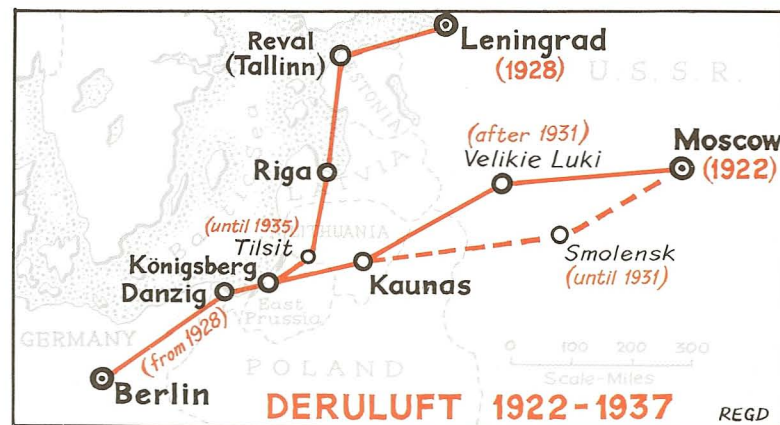 Reval
(Tallinn)
Leningrad
(1928)
U.S.S.R.
ESTONIA
(after 1931)
Velikie Luki
Moscow
(1922)
Riga
LATVIA
(until 1935)
Tilsit
LITHUANIA
Königsberg
Danzig
Kaunas
Smolensk
(until 1931)
East
Prussia
GERMANY
(from 1928)
POLAND
0 100 200 300
Scale-Miles
Berlin
DERULUFT 1922-1937
REGD